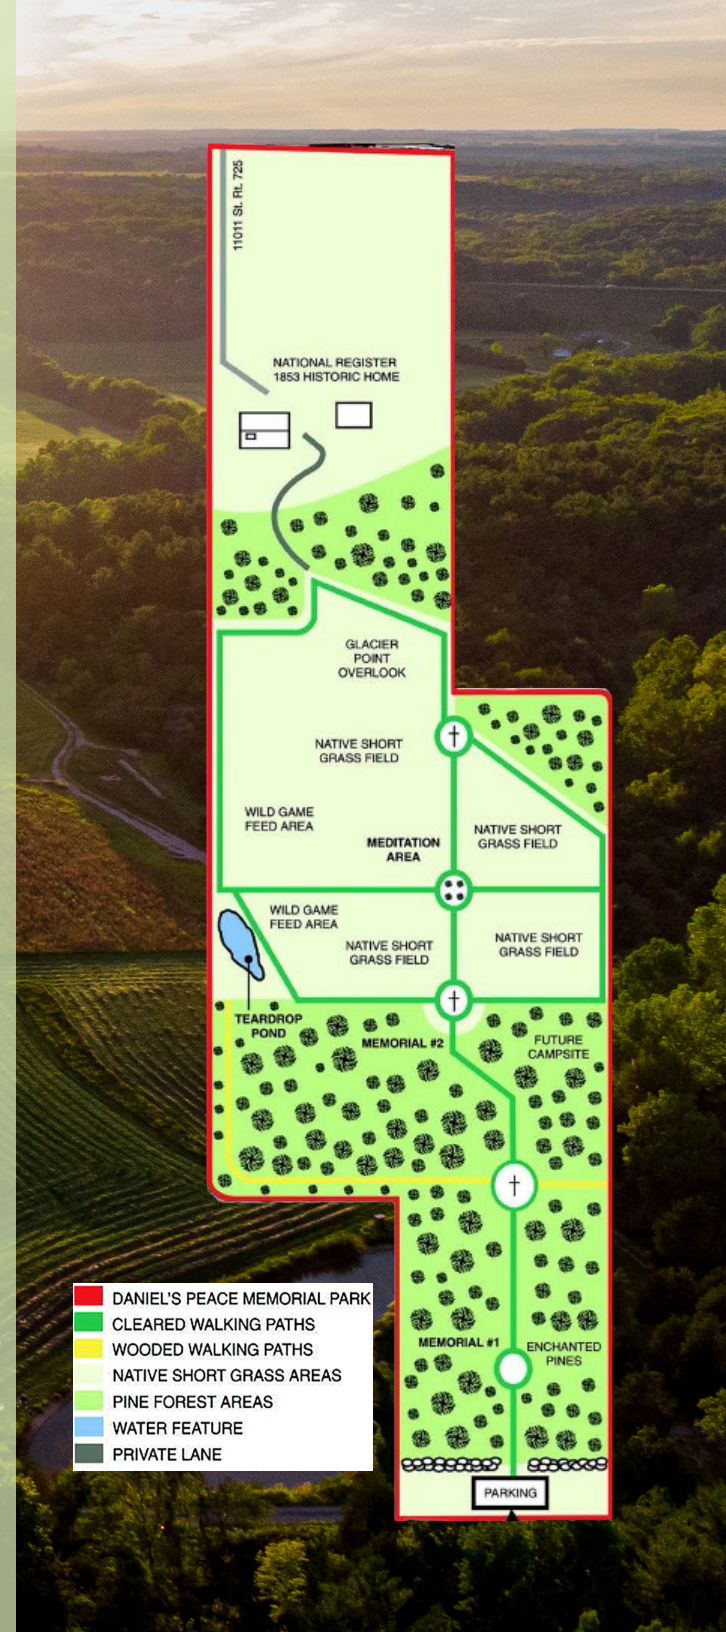 11011 St. Rt. 725
NATIONAL REGISTER
1853 HISTORIC HOME
GLACIER
POINT
OVERLOOK
NATIVE SHORT
GRASS FIELD
WILD GAME
FEED AREA
NATIVE SHORT
GRASS FIELD
MEDITATION
AREA
WILD GAME
FEED AREA
NATIVE SHORT
GRASS FIELD
NATIVE SHORT
GRASS FIELD
TEARDROP
POND
MEMORIAL #2
FUTURE
CAMPSITE
MEMORIAL #1
ENCHANTED
PINES
PARKING
DANIEL'S PEACE MEMORIAL PARK
CLEARED WALKING PATHS
WOODED WALKING PATHS
NATIVE SHORT GRASS AREAS
PINE FOREST AREAS
WATER FEATURE
PRIVATE LANE